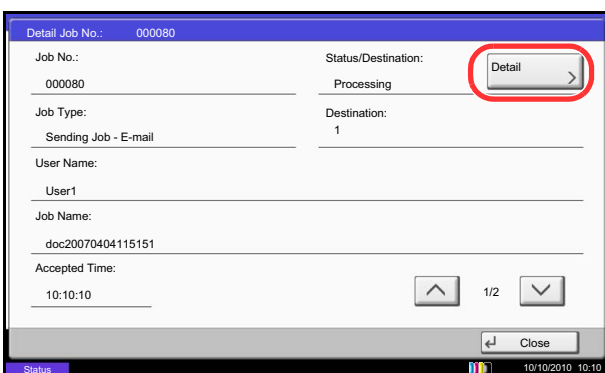 Detail Job No.: 000080
Job No.:
000080
Status/Destination:
Processing
Detail
Job Type:
Sending Job - E-mail
Destination:
1
User Name:
User1
Job Name:
doc20070404115151
Accepted Time:
10:10:10
1/2
Close
Status 10/10/2010 10:10